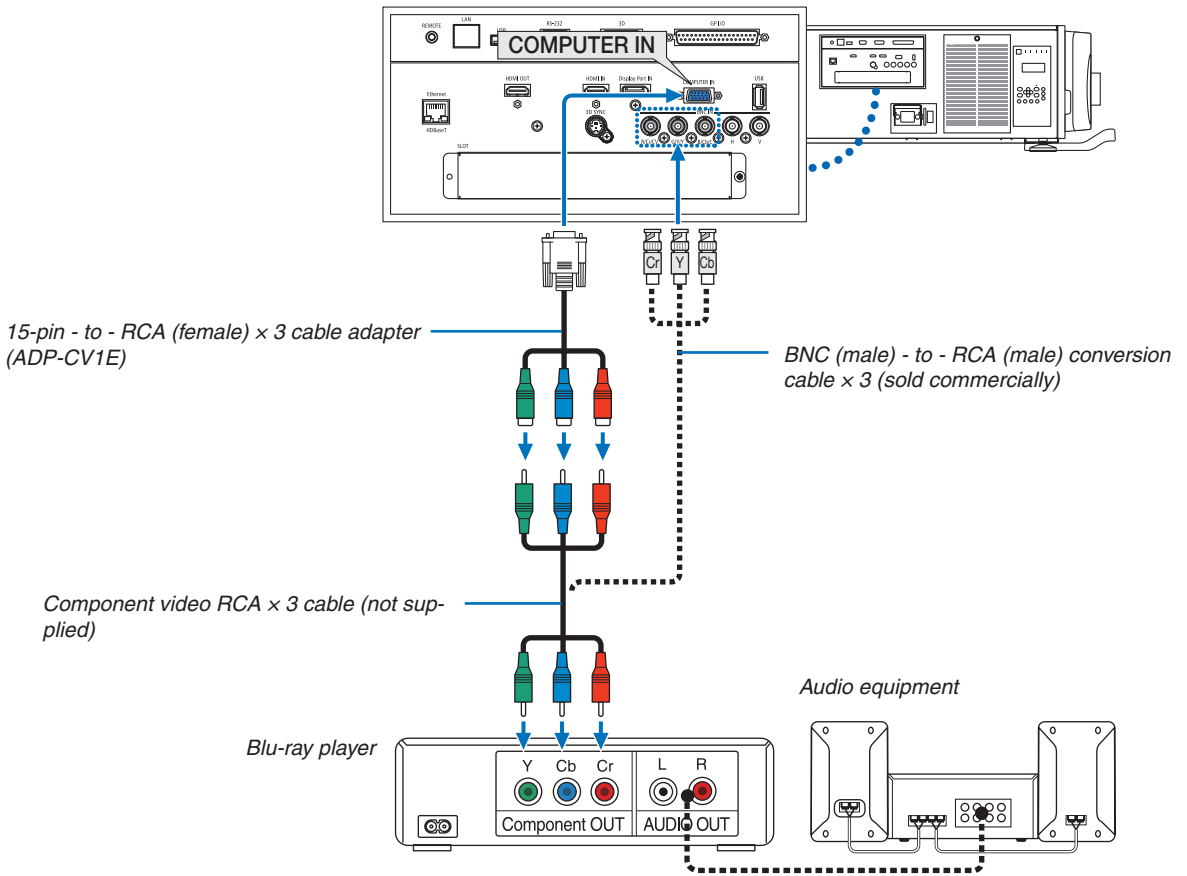 REMOTE
LAN
USB
RS-232
3D
GP I/O
COMPUTER IN
HDMI OUT
HDMI IN
Display Port IN
COMPUTER IN
USB
Ethernet
HDBaseT
3D SYNC
BNC IN
H
V
SLOT
Cr
Y
Cb
15-pin - to - RCA (female) × 3 cable adapter
(ADP-CV1E)
BNC (male) - to - RCA (male) conversion
cable × 3 (sold commercially)
Component video RCA × 3 cable (not sup-
plied)
Audio equipment
Blu-ray player
Y
Cb
Cr
L
R
Component OUT
AUDIO OUT